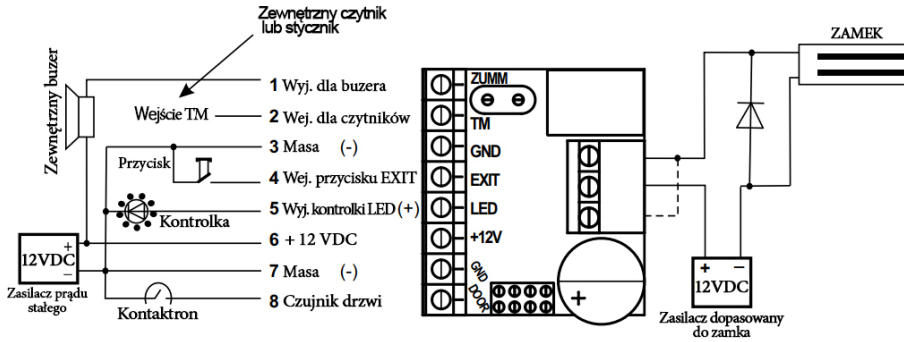 Zewnętrzny czytnik
lub stycznik
ZAMEK
Zewnętrzny buzer
1 Wyj. dla buzera
Wejście TM
2 Wej. dla czytników
3 Masa (-)
Przycisk
4 Wej. przycisku EXIT
Kontrolka
5 Wyj. kontrolki LED (+)
6 + 12 VDC
+
12VDC
−
7 Masa (-)
Zasilacz prądu
stałego
Kontaktron
8 Czujnik drzwi
ZUMM
TM
GND
EXIT
LED
+12V
GND
DOOR
+
+ −
12VDC
Zasilacz dopasowany
do zamka